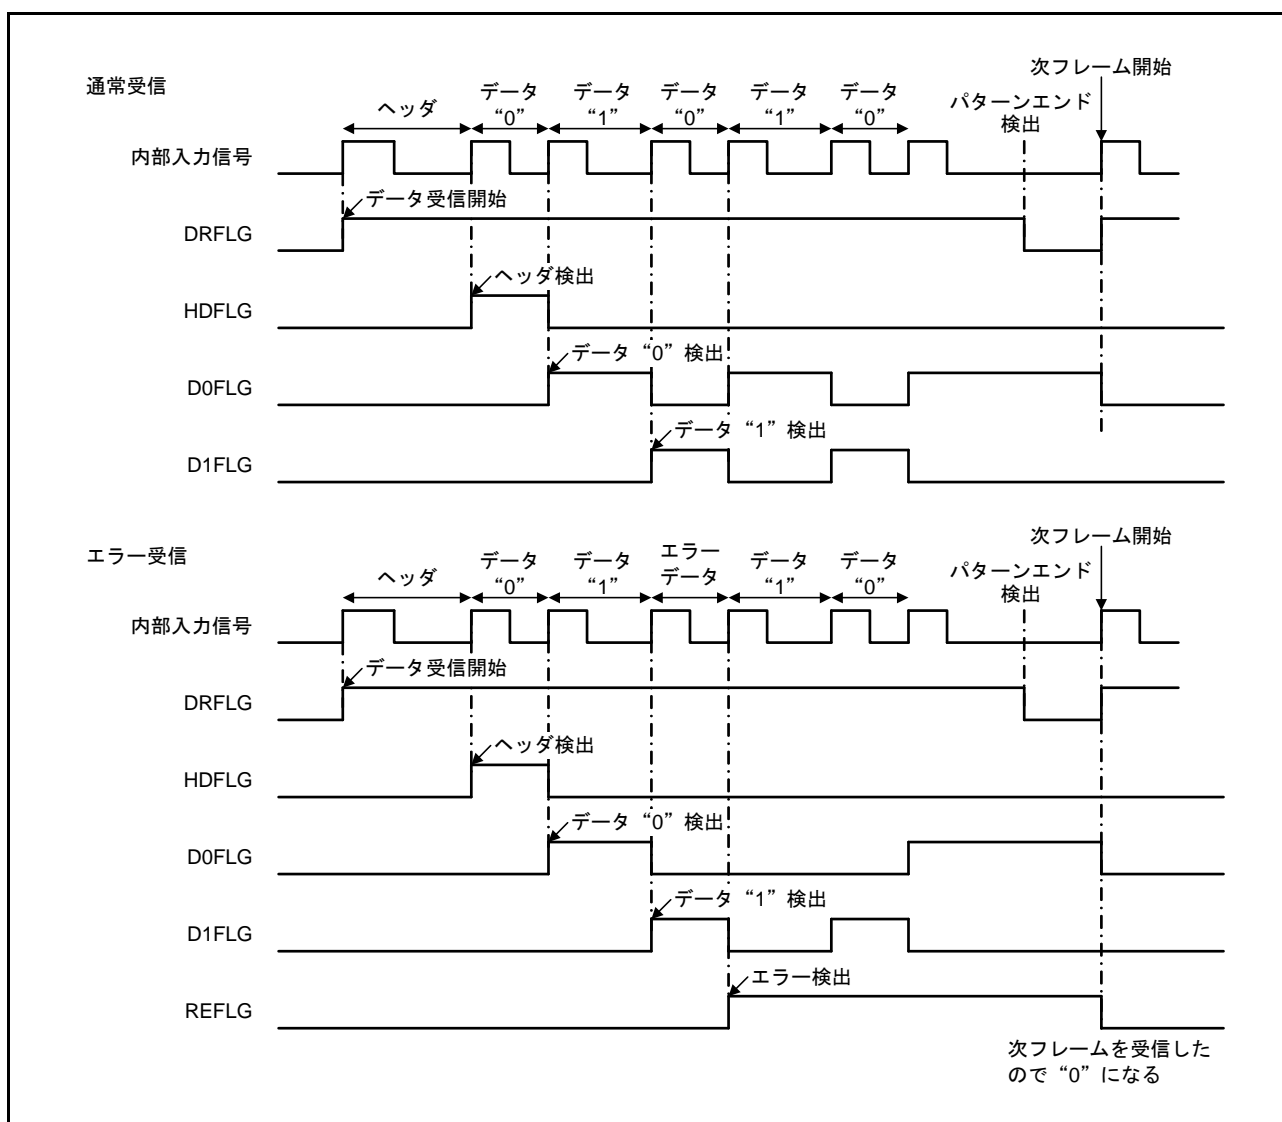 通常受信
次フレーム開始
ヘッダ
データ
“0”
データ
“1”
データ
“0”
データ
“1”
データ
“0”
パターンエンド
検出
内部入力信号
データ受信開始
DRFLG
ヘッダ検出
HDFLG
データ “0” 検出
D0FLG
データ “1” 検出
D1FLG
エラー受信
次フレーム開始
ヘッダ
データ
“0”
データ
“1”
エラー
データ
データ
“1”
データ
“0”
パターンエンド
検出
内部入力信号
データ受信開始
DRFLG
ヘッダ検出
HDFLG
データ “0” 検出
D0FLG
データ “1” 検出
D1FLG
エラー検出
REFLG
次フレームを受信した
ので “0” になる